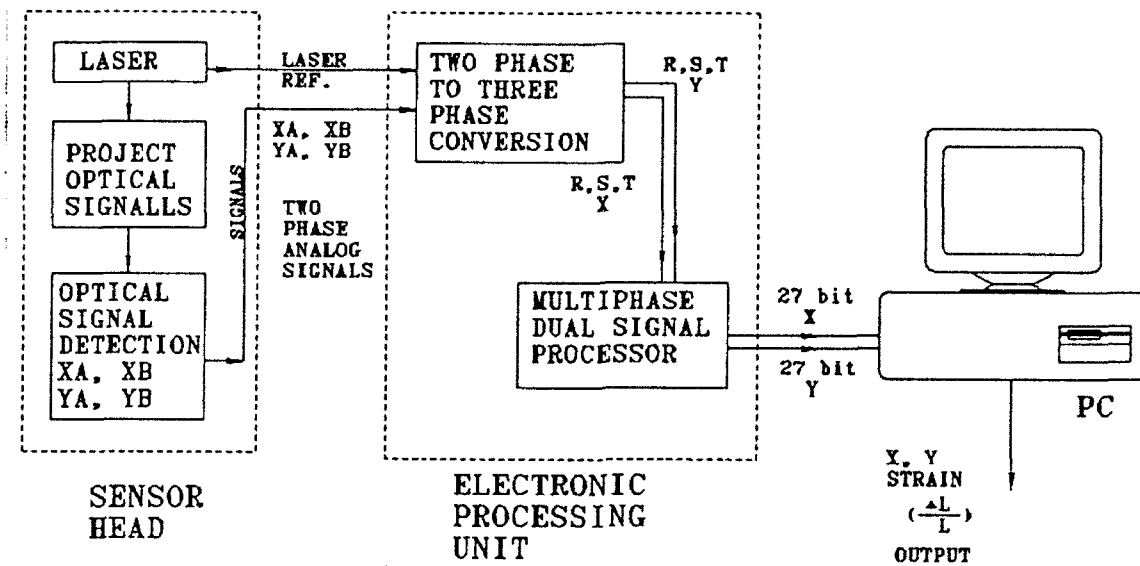 LASER
PROJECT
OPTICAL
SIGNALLS
OPTICAL
SIGNAL
DETECTION
XA, XB
YA, YB
SENSOR
HEAD
SIGNALS
LASER
REF.
XA, XB
YA, YB
TWO
PHASE
ANALOG
SIGNALS
TWO PHASE
TO THREE
PHASE
CONVERSION
R,S,T
Y
R,S,T
X
MULTIPHASE
DUAL SIGNAL
PROCESSOR
ELECTRONIC
PROCESSING
UNIT
27 bit
X
27 bit
Y
PC
X, Y
STRAIN
(ΔL/L)
OUTPUT